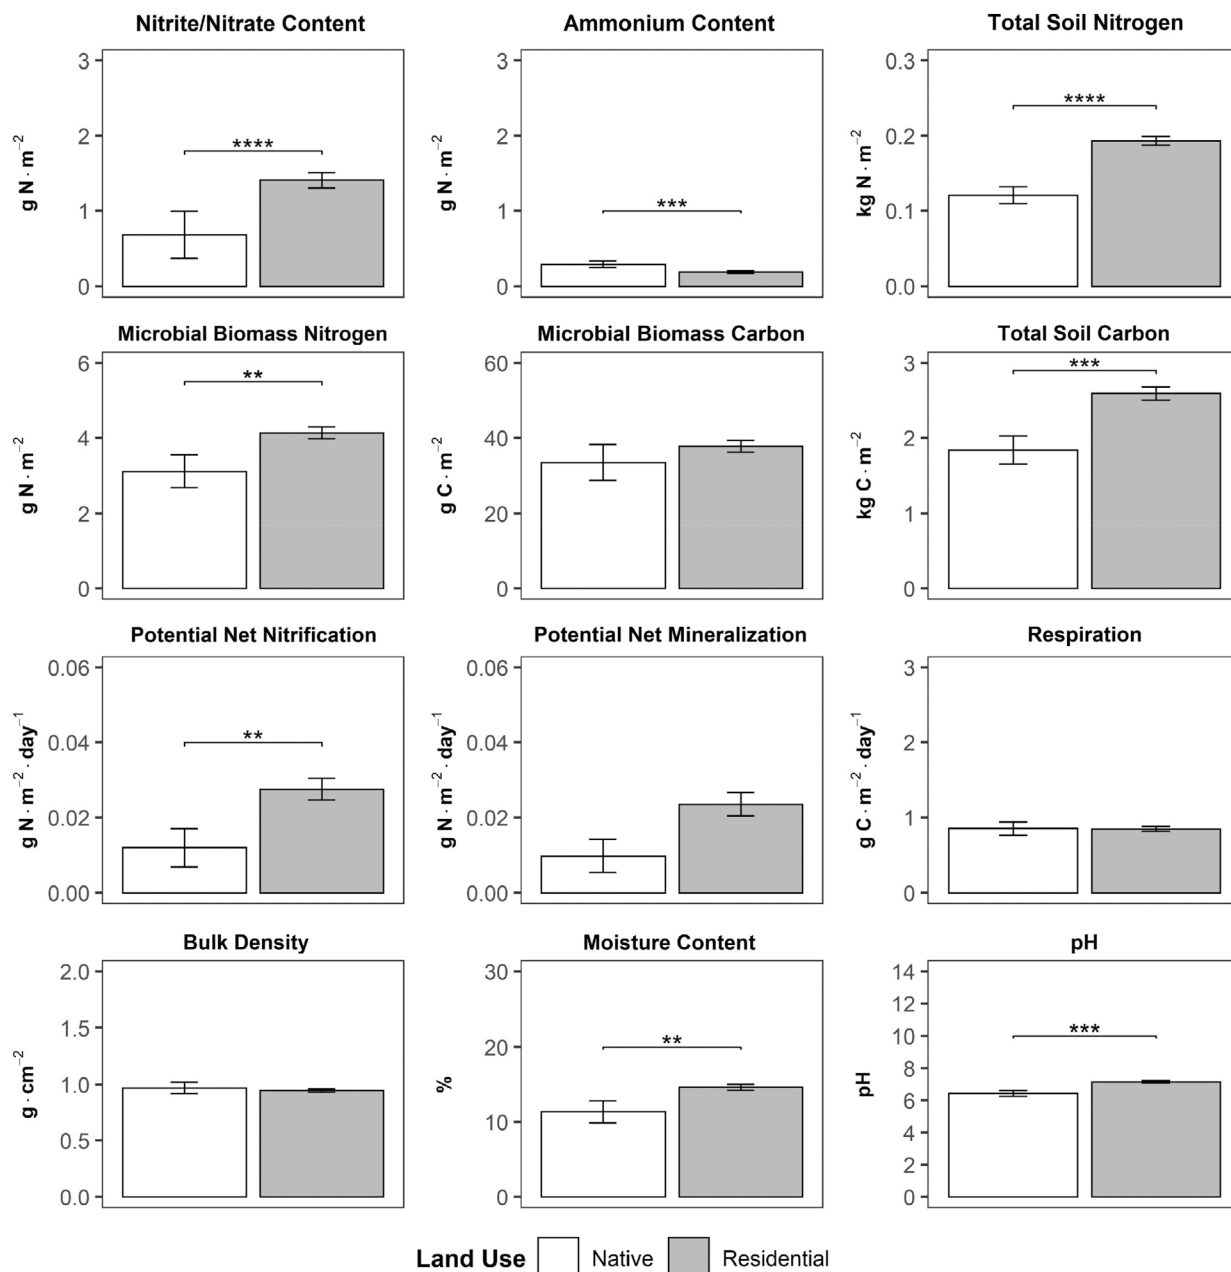 Nitrite/Nitrate Content
g N · m⁻²
3
2
1
0
****
Ammonium Content
g N · m⁻²
3
2
1
0
***
Total Soil Nitrogen
kg N · m⁻²
0.3
0.2
0.1
0.0
****
Microbial Biomass Nitrogen
g N · m⁻²
6
4
2
0
**
Microbial Biomass Carbon
g C · m⁻²
60
40
20
0
Total Soil Carbon
kg C · m⁻²
3
2
1
0
***
Potential Net Nitrification
g N · m⁻² · day⁻¹
0.06
0.04
0.02
0.00
**
Potential Net Mineralization
g N · m⁻² · day⁻¹
0.06
0.04
0.02
0.00
Respiration
g C · m⁻² · day⁻¹
3
2
1
0
Bulk Density
g · cm⁻²
2.0
1.5
1.0
0.5
0.0
Moisture Content
%
30
20
10
0
**
pH
pH
14
12
10
8
6
4
2
0
***
Land Use Native Residential